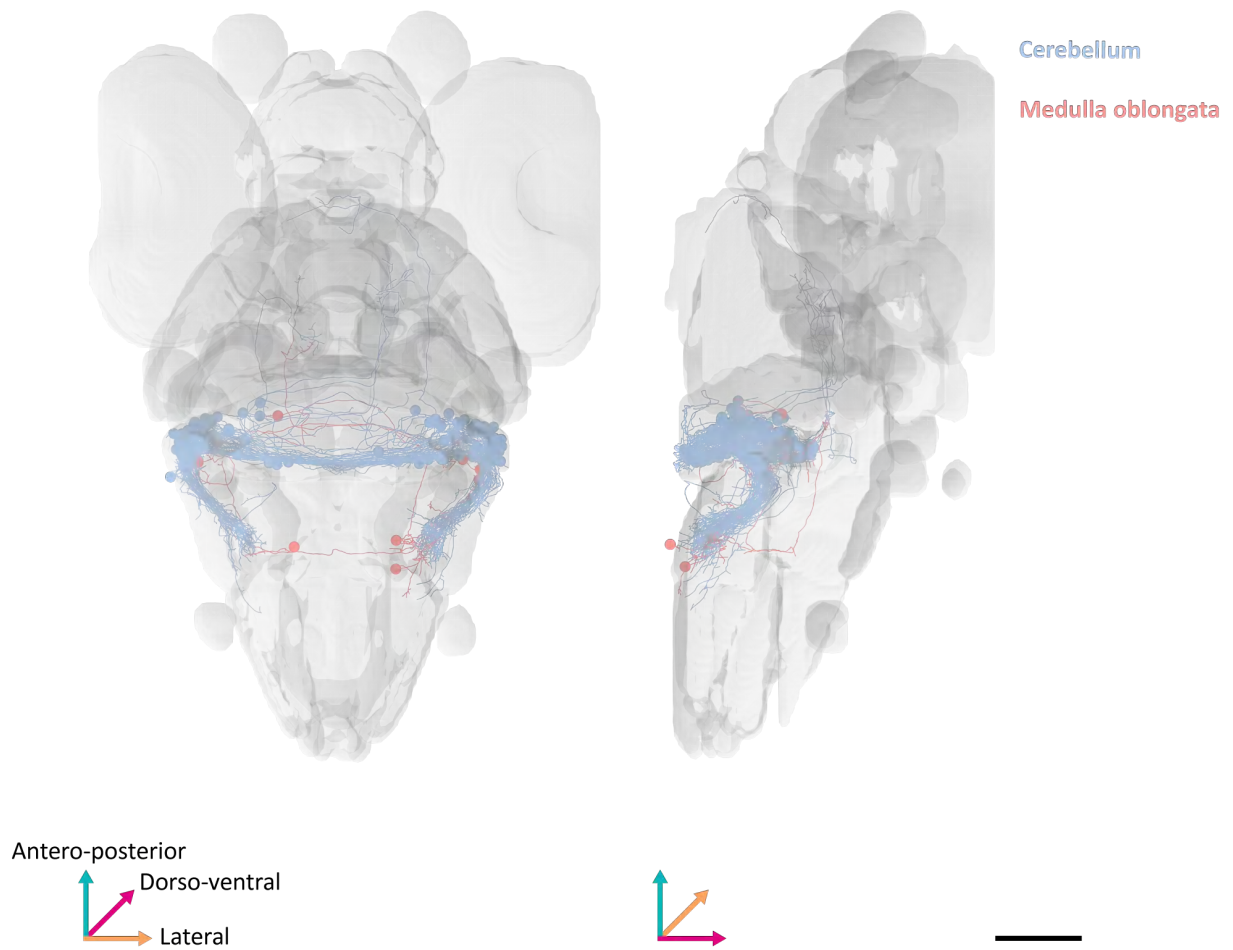 Cerebellum
Medulla oblongata
Antero-posterior
Dorso-ventral
Lateral